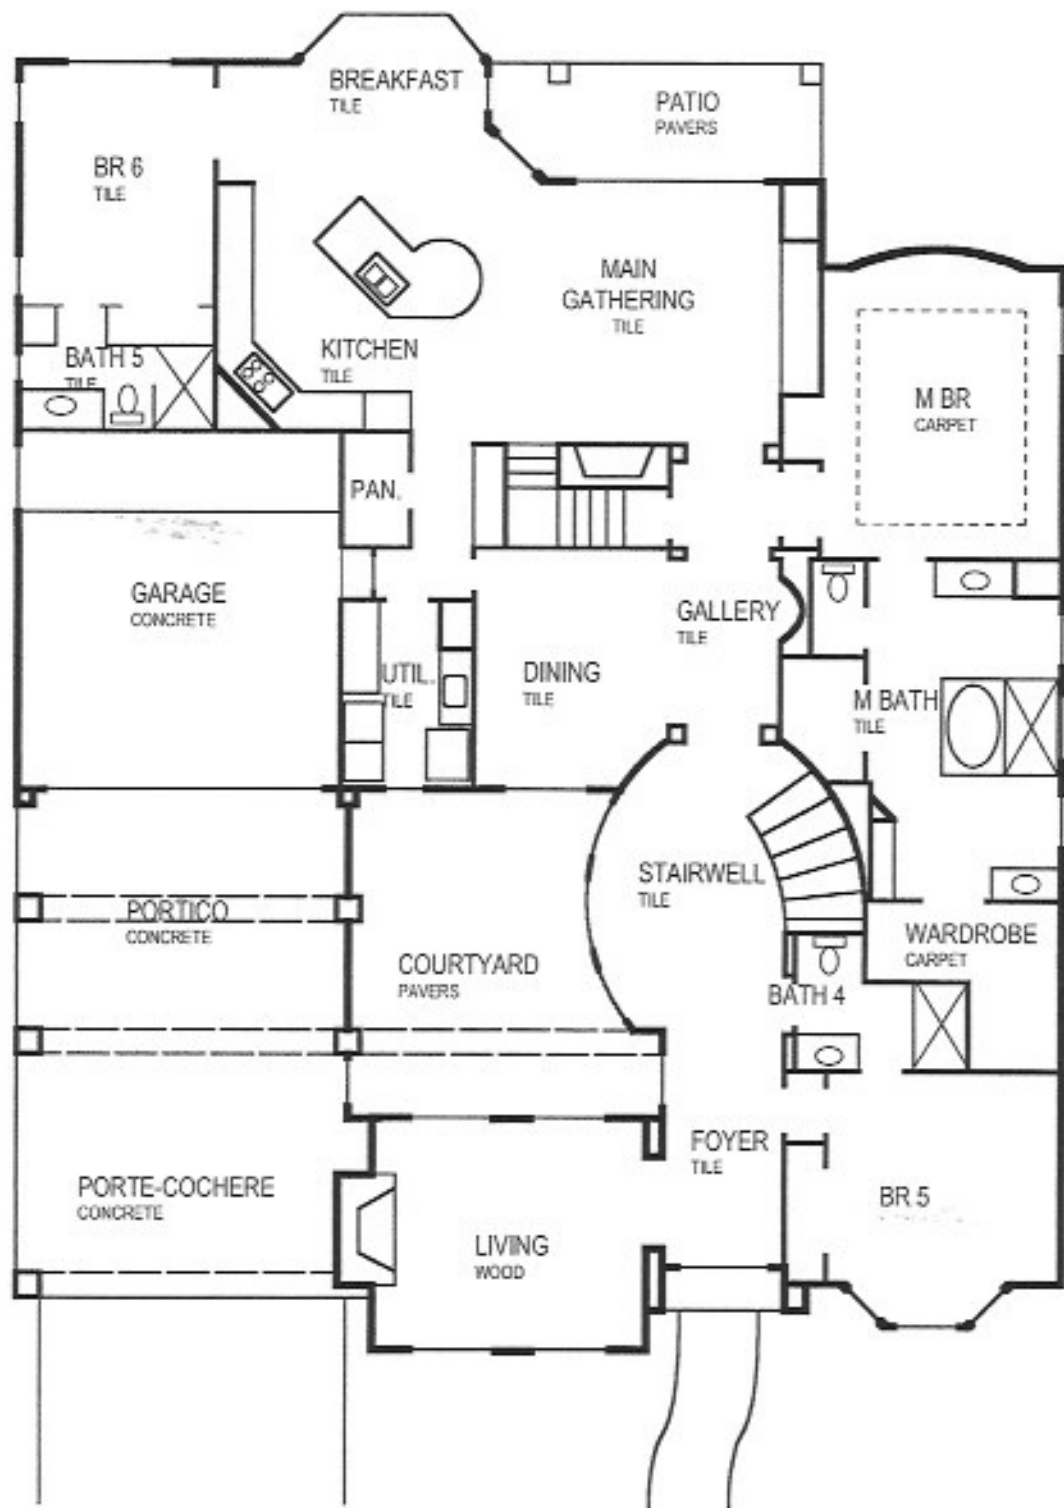 BREAKFAST
TILE
PATIO
PAVERS
BR 6
TILE
MAIN
GATHERING
TILE
KITCHEN
TILE
BATH 5
TILE
M BR
CARPET
PAN.
GARAGE
CONCRETE
GALLERY
TILE
UTIL.
TILE
DINING
TILE
M BATH
TILE
STAIRWELL
TILE
PORTICO
CONCRETE
COURTYARD
PAVERS
WARDROBE
CARPET
BATH 4
FOYER
TILE
PORTE-COCHERE
CONCRETE
BR 5
LIVING
WOOD